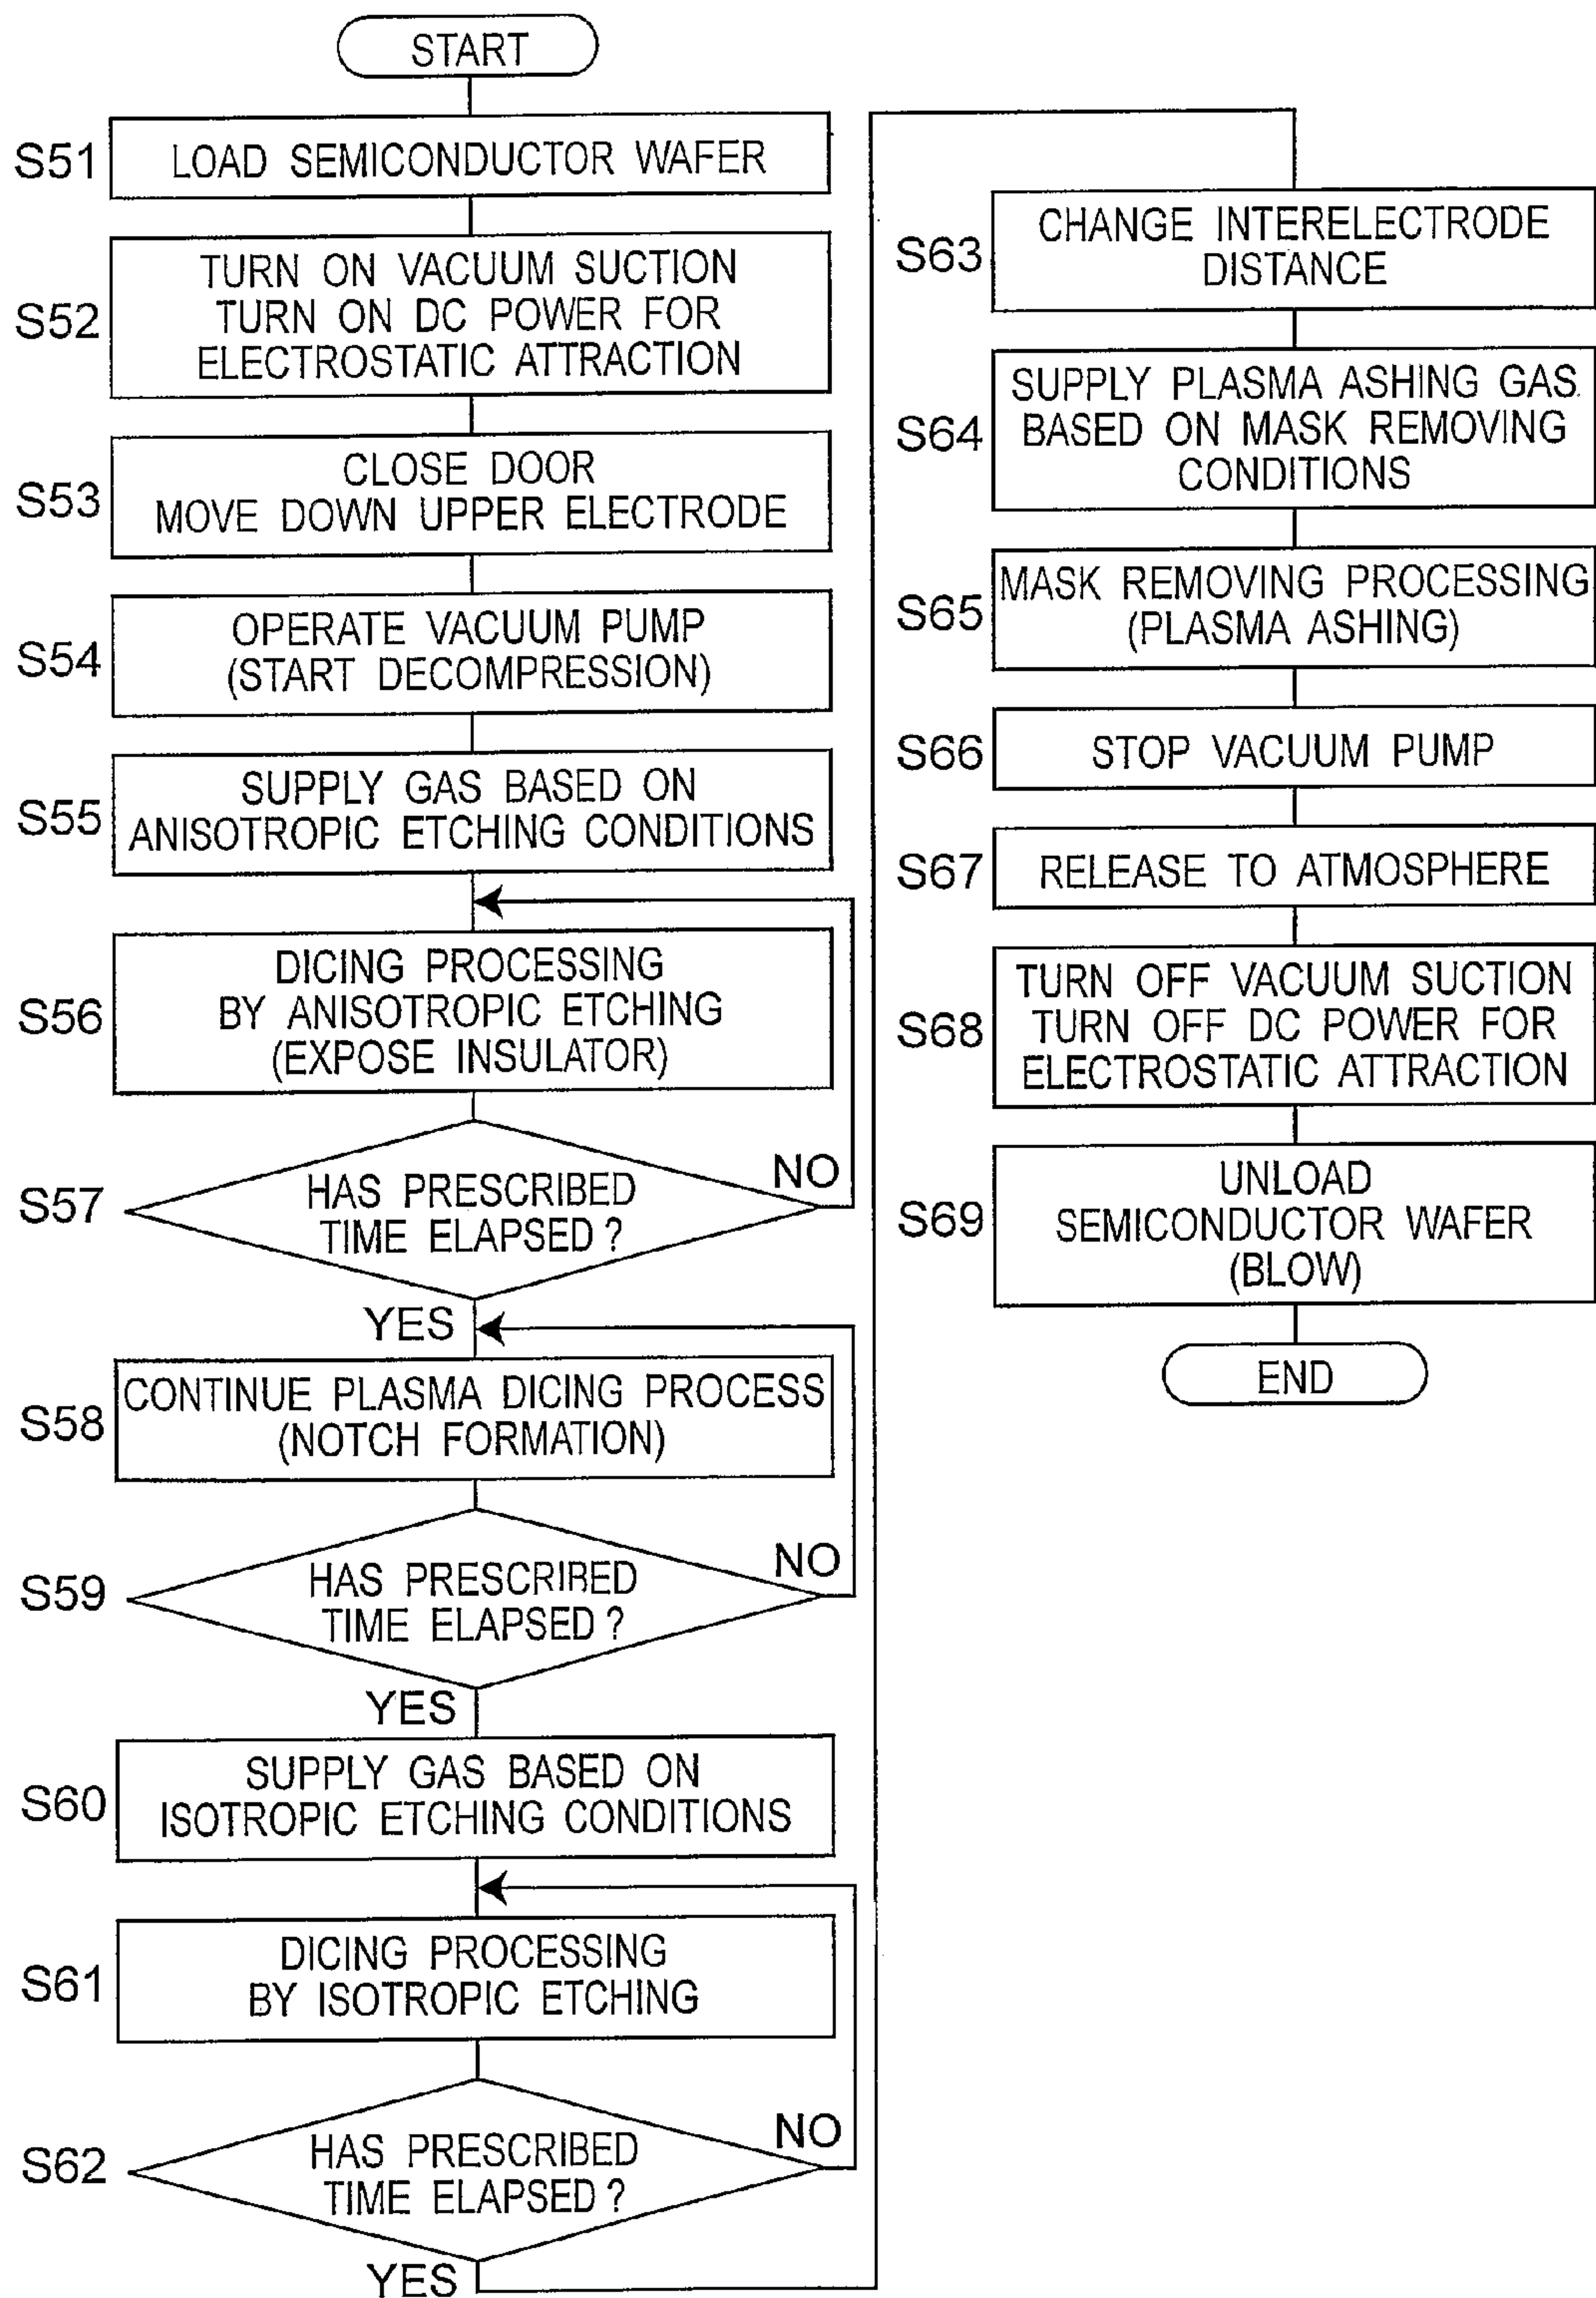 START
S51
LOAD SEMICONDUCTOR WAFER
S52
TURN ON VACUUM SUCTION
TURN ON DC POWER FOR
ELECTROSTATIC ATTRACTION
S53
CLOSE DOOR
MOVE DOWN UPPER ELECTRODE
S54
OPERATE VACUUM PUMP
(START DECOMPRESSION)
S55
SUPPLY GAS BASED ON
ANISOTROPIC ETCHING CONDITIONS
S56
DICING PROCESSING
BY ANISOTROPIC ETCHING
(EXPOSE INSULATOR)
S57
HAS PRESCRIBED
TIME ELAPSED ?
NO
YES
S58
CONTINUE PLASMA DICING PROCESS
(NOTCH FORMATION)
S59
HAS PRESCRIBED
TIME ELAPSED ?
NO
YES
S60
SUPPLY GAS BASED ON
ISOTROPIC ETCHING CONDITIONS
S61
DICING PROCESSING
BY ISOTROPIC ETCHING
S62
HAS PRESCRIBED
TIME ELAPSED ?
NO
YES
S63
CHANGE INTERELECTRODE
DISTANCE
S64
SUPPLY PLASMA ASHING GAS
BASED ON MASK REMOVING
CONDITIONS
S65
MASK REMOVING PROCESSING
(PLASMA ASHING)
S66
STOP VACUUM PUMP
S67
RELEASE TO ATMOSPHERE
S68
TURN OFF VACUUM SUCTION
TURN OFF DC POWER FOR
ELECTROSTATIC ATTRACTION
S69
UNLOAD
SEMICONDUCTOR WAFER
(BLOW)
END